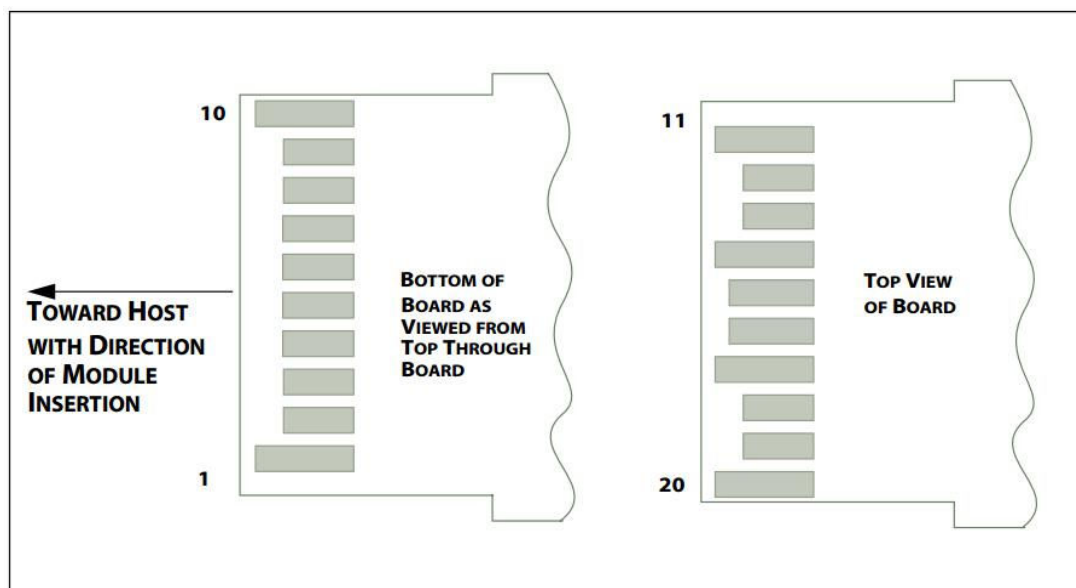 10
BOTTOM OF
BOARD AS
VIEWED FROM
TOP THROUGH
BOARD
TOWARD HOST
WITH DIRECTION
OF MODULE
INSERTION
1
11
TOP VIEW
OF BOARD
20